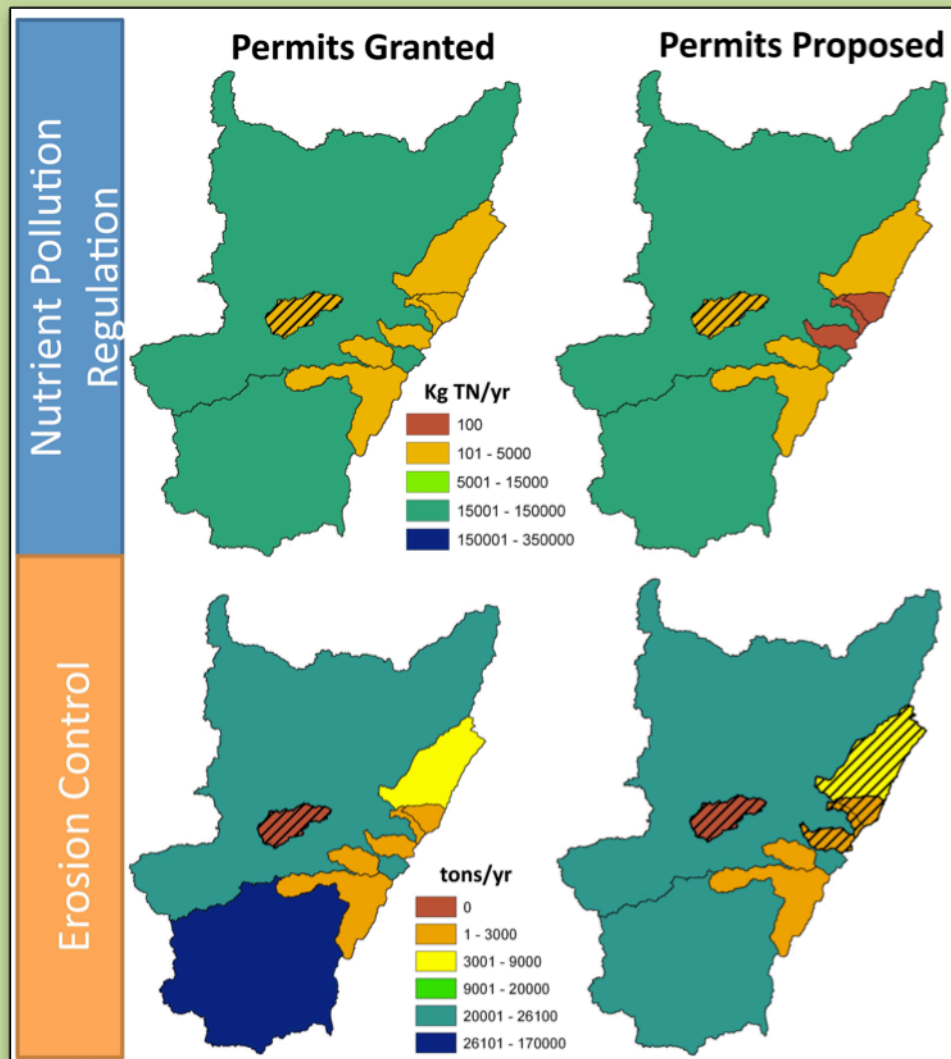 Permits Granted
Permits Proposed
Nutrient Pollution
Regulation
Kg TN/yr
100
101 - 5000
5001 - 15000
15001 - 150000
150001 - 350000
Erosion Control
tons/yr
0
1 - 3000
3001 - 9000
9001 - 20000
20001 - 26100
26101 - 170000